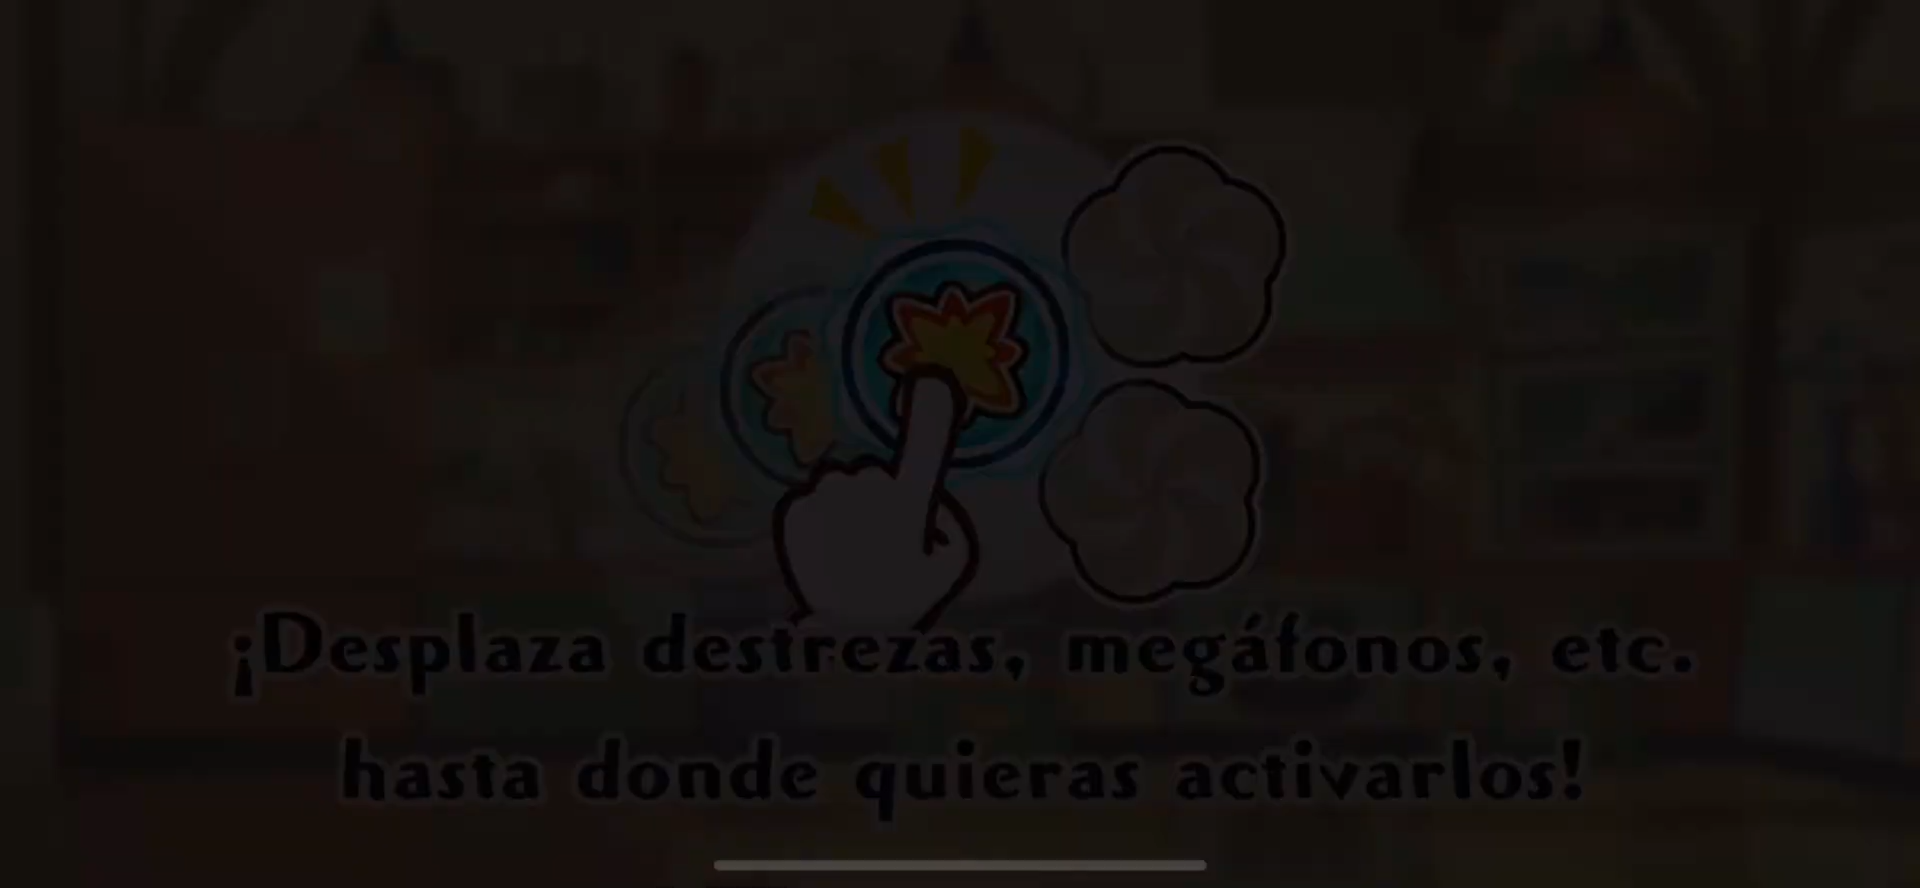 ¡Desplaza destrezas, megáfonos, etc.
hasta donde quieras activarlos!